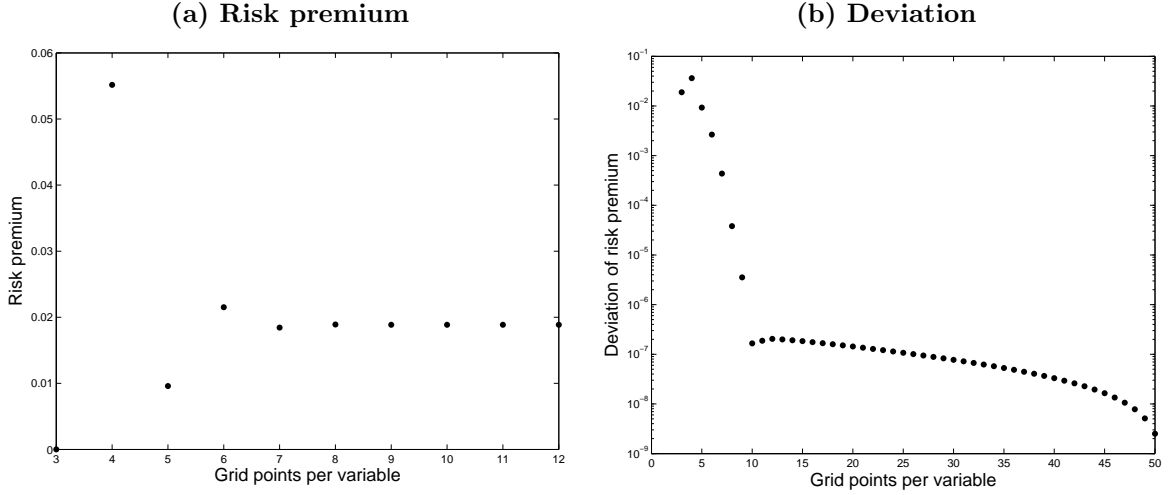 (a) Risk premium
0.06
0.05
0.04
0.03
0.02
0.01
0
Risk premium
3 4 5 6 7 8 9 10 11 12
Grid points per variable
(b) Deviation
10^-1
10^-2
10^-3
10^-4
10^-5
10^-6
10^-7
10^-8
10^-9
Deviation of risk premium
0 5 10 15 20 25 30 35 40 45 50
Grid points per variable